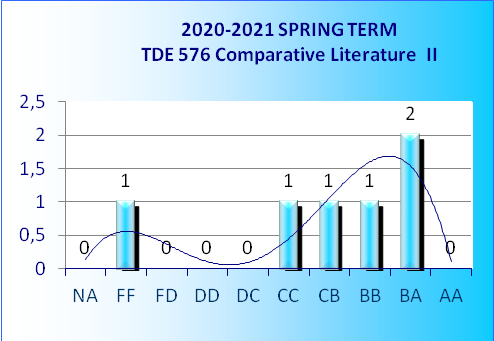 2020-2021 SPRING TERM
TDE 576 Comparative Literature II
2,5
2
1,5
1
0,5
0
0 1 0 0 0 1 1 1 2 0
NA FF FD DD DC CC CB BB BA AA